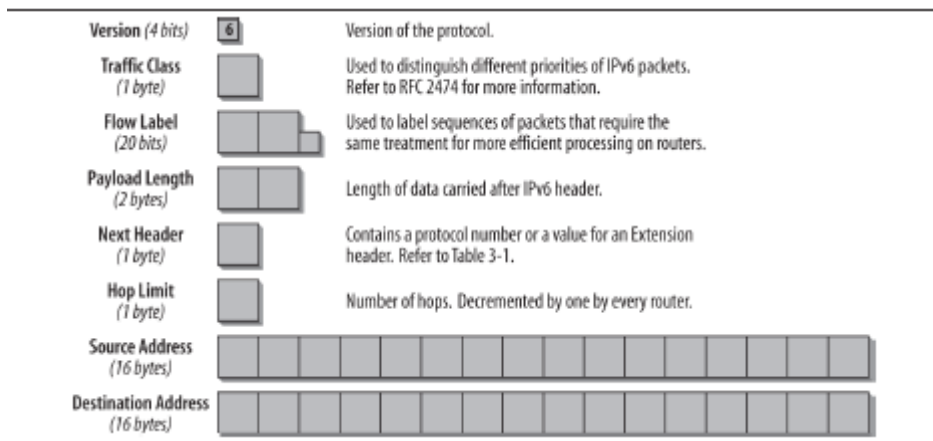 Version (4 bits) 6 Version of the protocol.
Traffic Class Used to distinguish different priorities of IPv6 packets.
(1 byte) Refer to RFC 2474 for more information.
Flow Label Used to label sequences of packets that require the
(20 bits) same treatment for more efficient processing on routers.
Payload Length
(2 bytes) Length of data carried after IPv6 header.
Next Header Contains a protocol number or a value for an Extension
(1 byte) header. Refer to Table 3-1.
Hop Limit
(1 byte) Number of hops. Decremented by one by every router.
Source Address
(16 bytes)
Destination Address
(16 bytes)